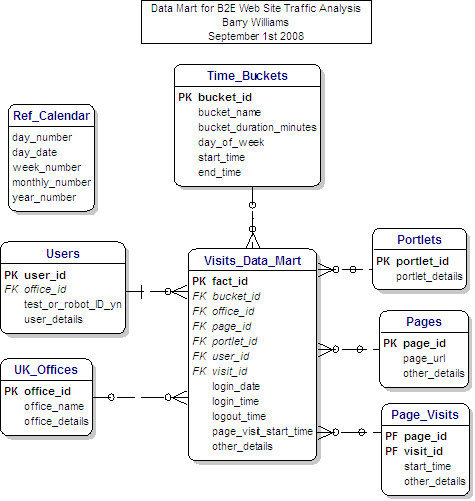 Data Mart for B2E Web Site Traffic Analysis
Barry Williams
September 1st 2008
Time_Buckets
PK bucket_id
bucket_name
bucket_duration_minutes
day_of_week
start_time
end_time
Ref_Calendar
day_number
day_date
week_number
monthly_number
year_number
Users
PK user_id
FK office_id
test_or_robot_ID_yn
user_details
UK_Offices
PK office_id
office_name
office_details
Visits_Data_Mart
PK fact_id
FK bucket_id
FK office_id
FK page_id
FK portlet_id
FK user_id
FK visit_id
login_date
login_time
logout_time
page_visit_start_time
other_details
Portlets
PK portlet_id
portlet_details
Pages
PK page_id
page_url
other_details
Page_Visits
PF page_id
PF visit_id
start_time
other_details